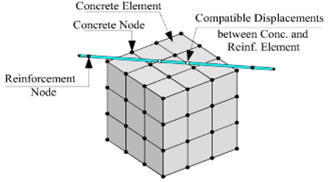 Concrete Element
Concrete Node
Compatible Displacements
between Conc. and
Reinf. Element
Reinforcement
Node